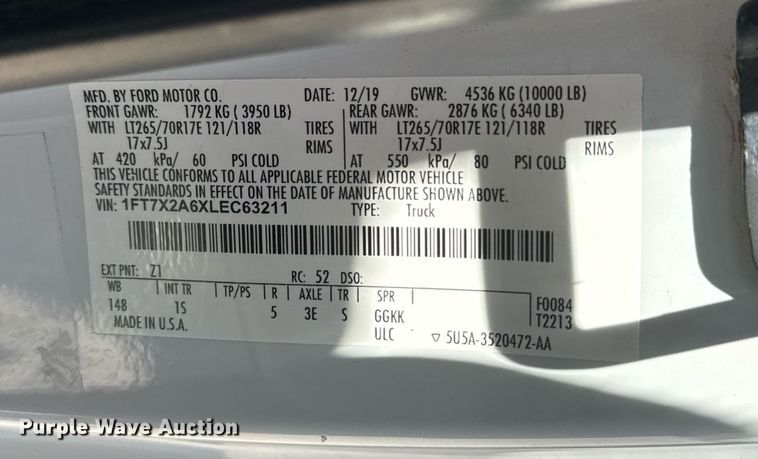 MFD. BY FORD MOTOR CO. DATE: 12/19 GVWR: 4536 KG (10000 LB)
FRONT GAWR: 1792 KG ( 3950 LB) REAR GAWR: 2876 KG ( 6340 LB)
WITH LT265/70R17E 121/118R TIRES WITH LT265/70R17E 121/118R TIRES
17x7.5J RIMS 17x7.5J RIMS
AT 420 kPa/ 60 PSI COLD AT 550 kPa/ 80 PSI COLD
THIS VEHICLE CONFORMS TO ALL APPLICABLE FEDERAL MOTOR VEHICLE
SAFETY STANDARDS IN EFFECT ON THE DATE OF MANUFACTURE SHOWN ABOVE.
VIN: 1FT7X2A6XLEC63211 TYPE: Truck
EXT PNT: Z1 RC: 52 DSO:
WB INT TR TP/PS R AXLE TR SPR F0084
148 1S 5 3E S GGKK T2213
MADE IN U.S.A. ULC ▽ 5U5A-3520472-AA
Purple Wave Auction